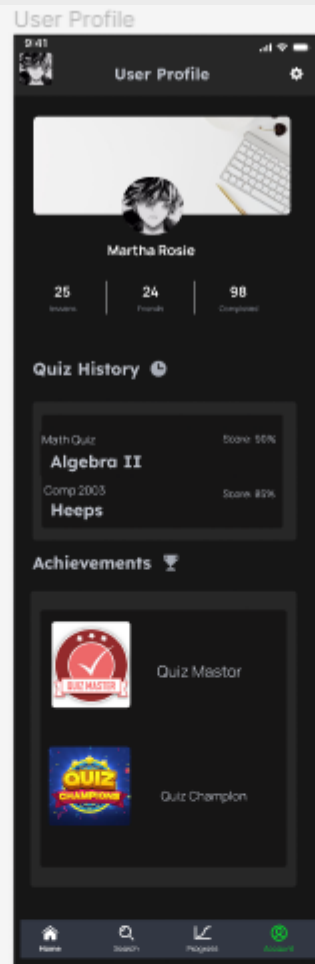 User Profile
9:41
User Profile
Martha Rosie
25
24
98
Friends
Completed
Quiz History
Math Quiz
Score: 90%
Algebra II
Comp 2003
Score: 85%
Heeps
Achievements
QUIZ MASTER
Quiz Mastor
QUIZ
CHAMPIONS
Quiz Champion
Home
Search
Progress
Account